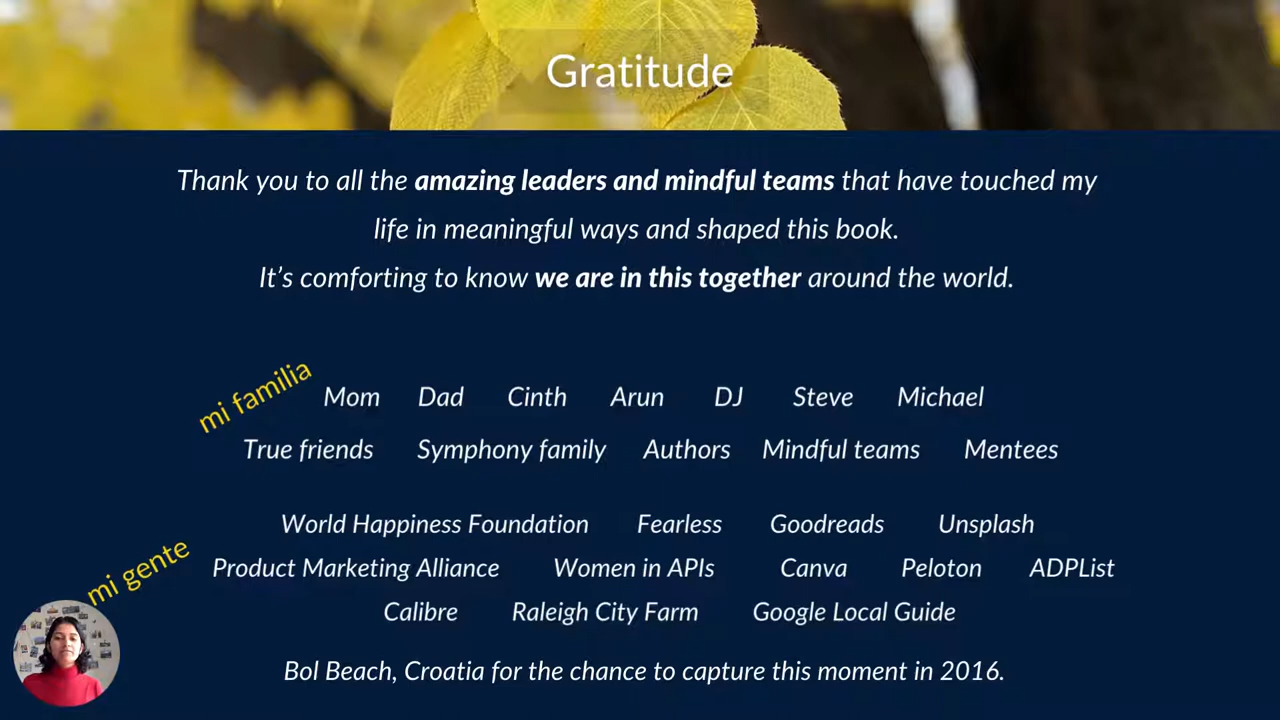 Gratitude
Thank you to all the amazing leaders and mindful teams that have touched my
life in meaningful ways and shaped this book.
It's comforting to know we are in this together around the world.
mi familia
Mom Dad Cinth Arun DJ Steve Michael
True friends Symphony family Authors Mindful teams Mentees
mi gente
World Happiness Foundation Fearless Goodreads Unsplash
Product Marketing Alliance Women in APIs Canva Peloton ADPList
Calibre Raleigh City Farm Google Local Guide
Bol Beach, Croatia for the chance to capture this moment in 2016.